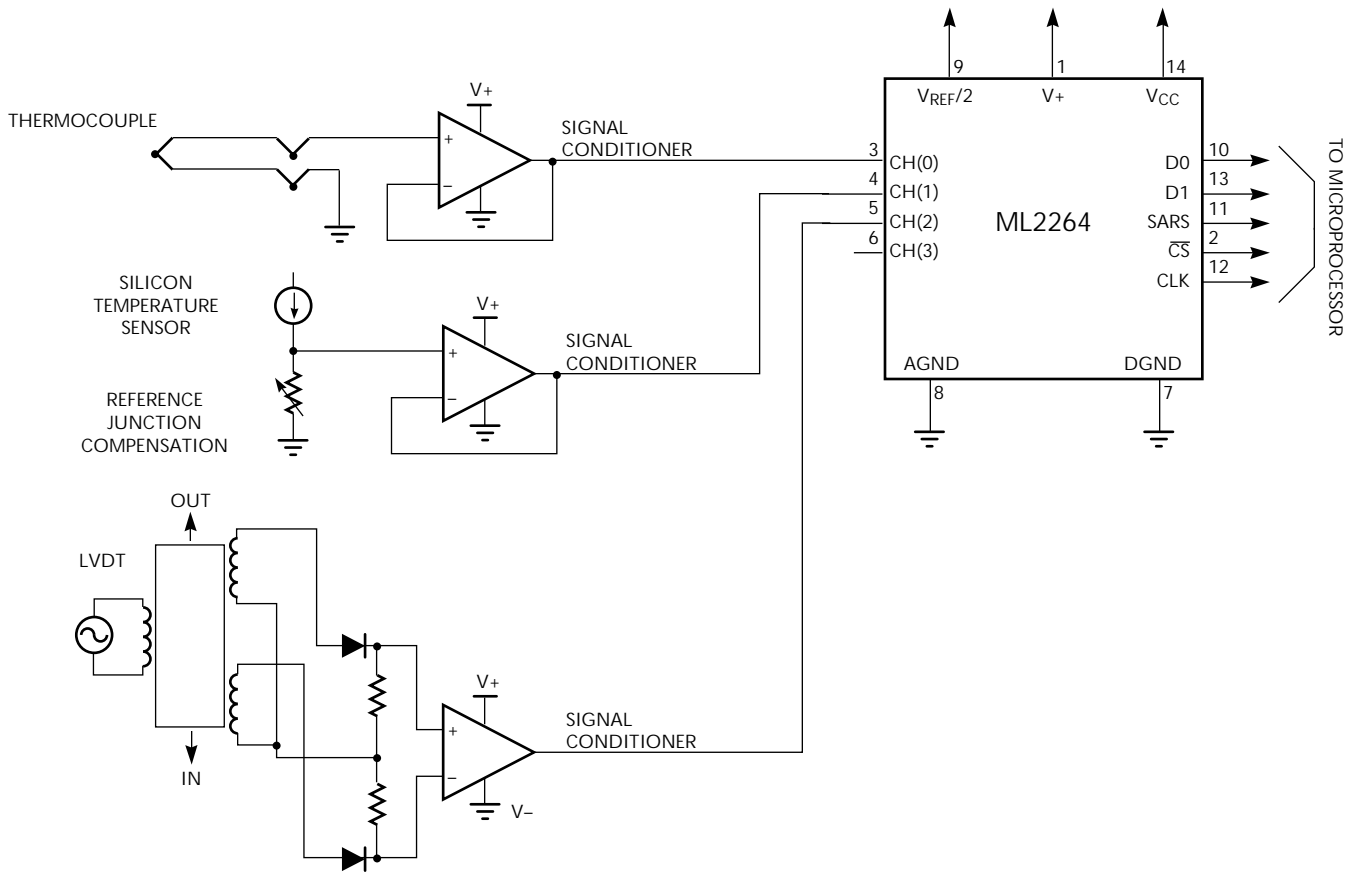 THERMOCOUPLE
V+
+
−
SIGNAL
CONDITIONER
SILICON
TEMPERATURE
SENSOR
REFERENCE
JUNCTION
COMPENSATION
V+
+
−
SIGNAL
CONDITIONER
OUT
LVDT
IN
V+
+
−
V−
SIGNAL
CONDITIONER
9 1 14
VREF/2 V+ VCC
3 CH(0)
4 CH(1)
5 CH(2)
6 CH(3)
ML2264
D0 10
D1 13
SARS 11
C̅S̅ 2
CLK 12
AGND DGND
8 7
TO MICROPROCESSOR